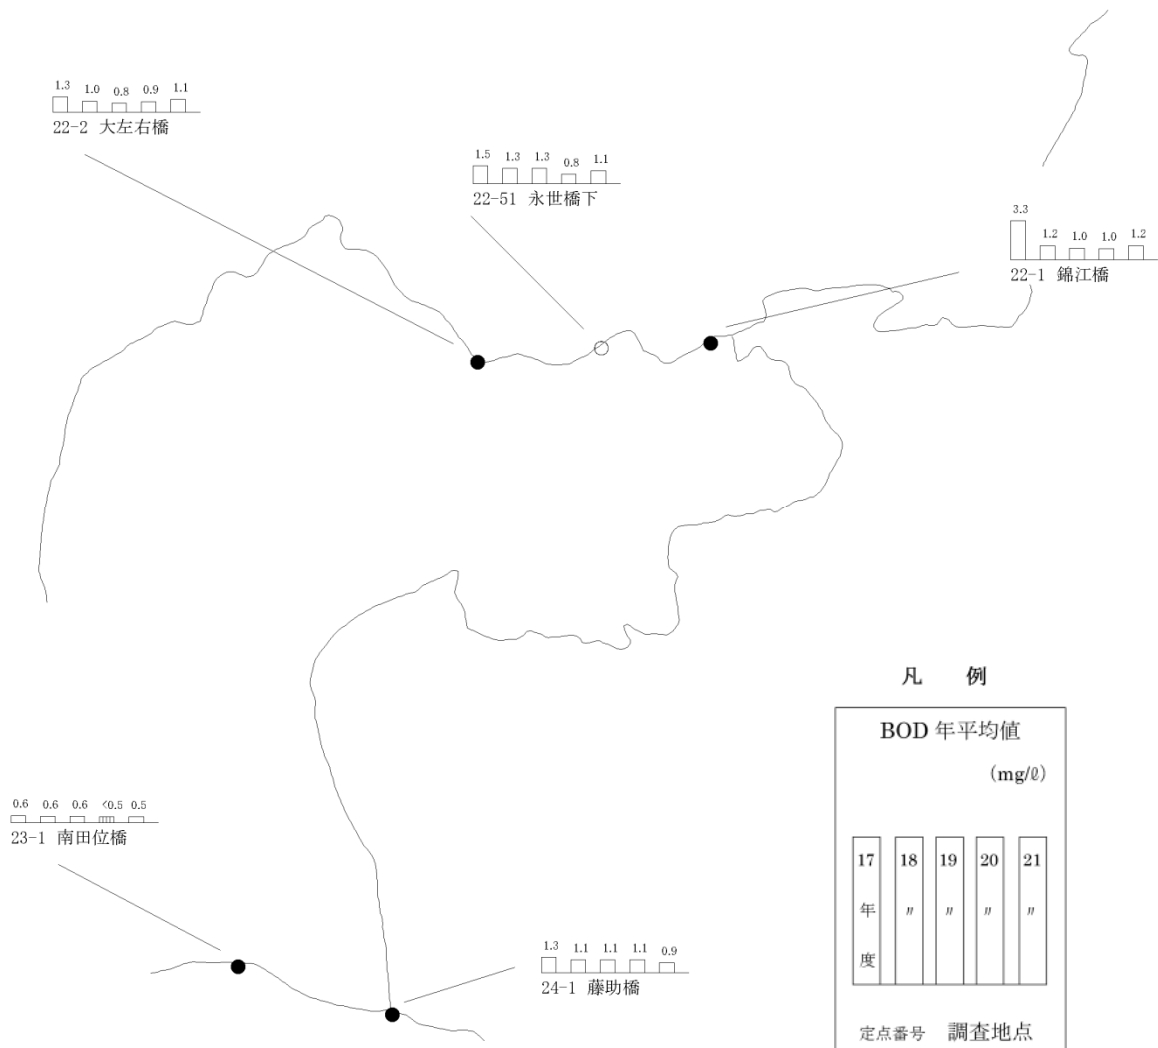 1.3 1.0 0.8 0.9 1.1
22-2 大左右橋
1.5 1.3 1.3 0.8 1.1
22-51 永世橋下
3.3 1.2 1.0 1.0 1.2
22-1 錦江橋
0.6 0.6 0.6 <0.5 0.5
23-1 南田位橋
1.3 1.1 1.1 1.1 0.9
24-1 藤助橋
凡 例
BOD 年平均値
(mg/ℓ)
17 18 19 20 21
年 〃 〃 〃 〃
度
定点番号 調査地点